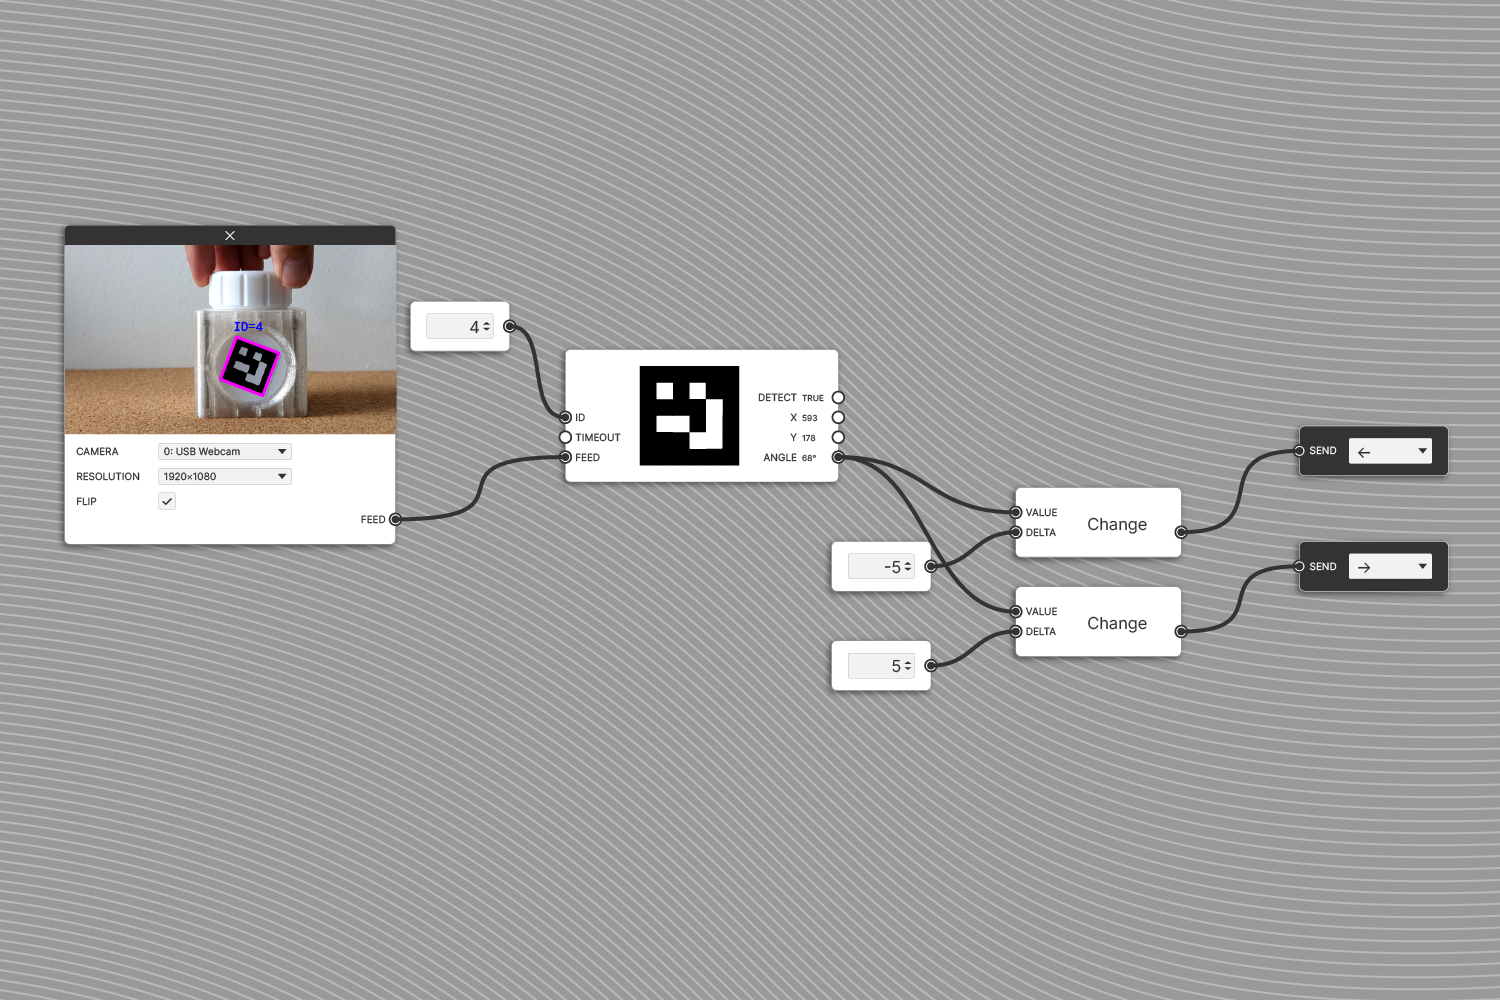 ID=4
CAMERA 0: USB Webcam
RESOLUTION 1920×1080
FLIP
FEED
4
ID
TIMEOUT
FEED
DETECT TRUE
X 593
Y 178
ANGLE 68°
-5
5
VALUE
DELTA
Change
VALUE
DELTA
Change
SEND ←
SEND →